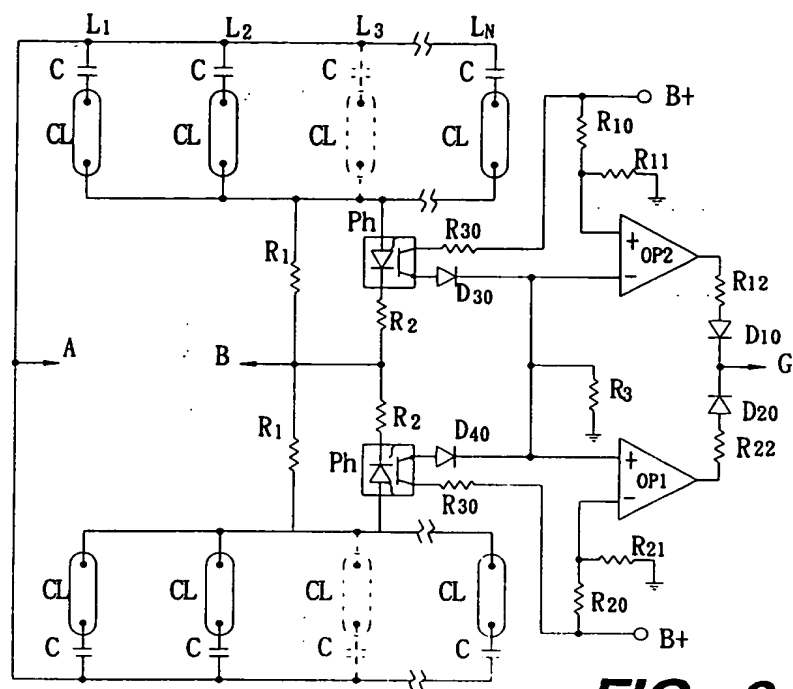 L1 L2 L3 LN
C C C C B+
R10
CL CL CL CL R11
Ph R30
+ OP2 -
R1 D30 R12
R2 D10
A B G
R3 D20
R1 R2 D40
R22
Ph + OP1 -
R30
R21
CL CL CL CL
R20
C C C C B+